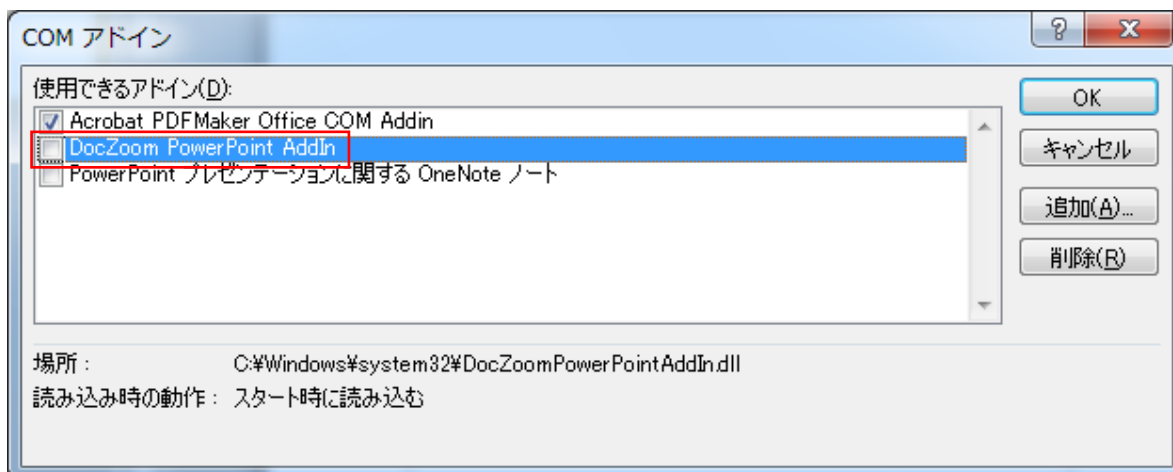 COM アドイン
使用できるアドイン(D):
Acrobat PDFMaker Office COM Addin
DocZoom PowerPoint AddIn
PowerPoint プレゼンテーションに関する OneNote ノート
OK
キャンセル
追加(A)...
削除(R)
場所: C:¥Windows¥system32¥DocZoomPowerPointAddIn.dll
読み込み時の動作: スタート時に読み込む